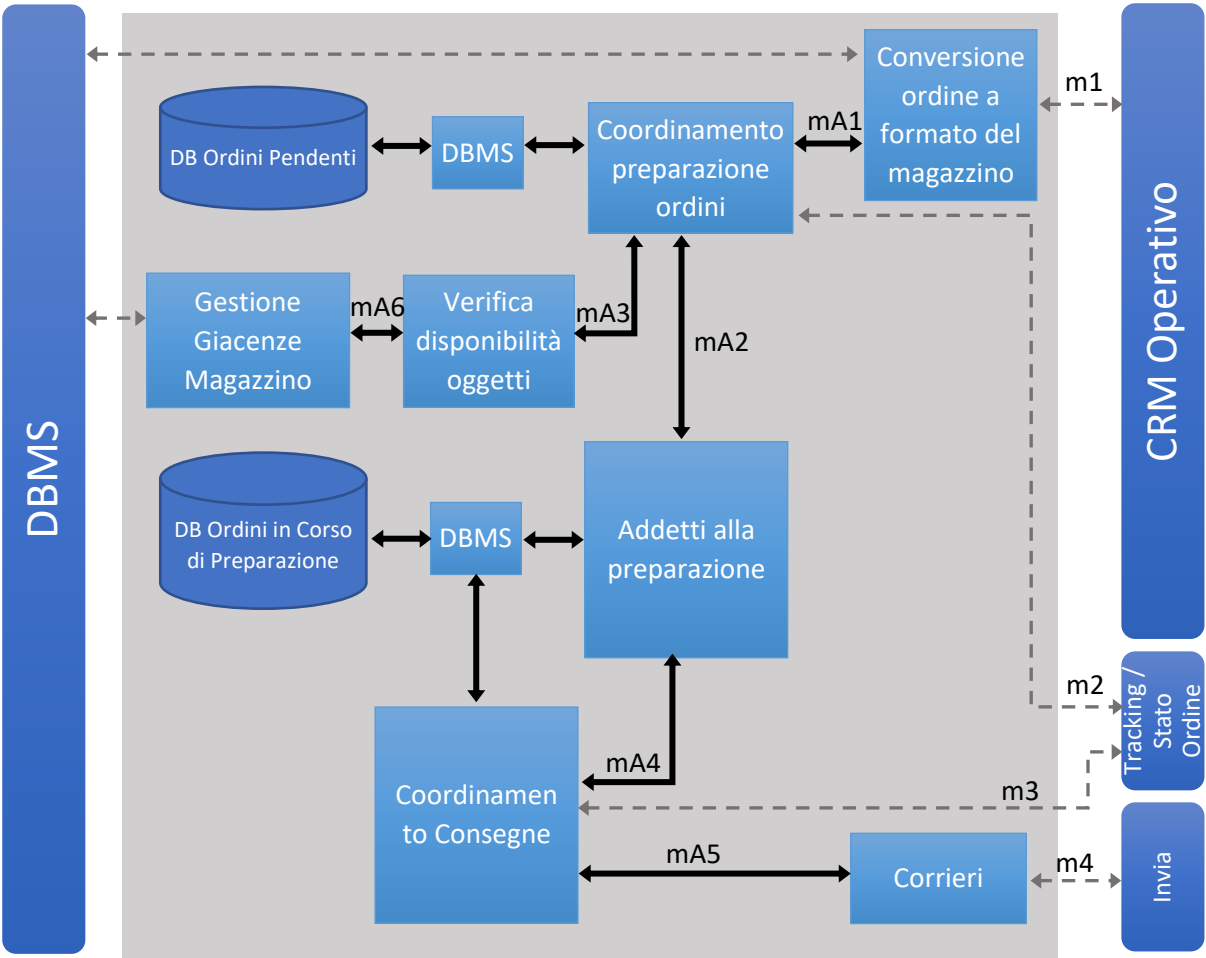 DBMS
Conversione
ordine a
formato del
magazzino
m1
CRM Operativo
DB Ordini Pendenti
DBMS
Coordinamento
preparazione
ordini
mA1
Gestione
Giacenze
Magazzino
mA6
Verifica
disponibilità
oggetti
mA3
mA2
DB Ordini in Corso
di Preparazione
DBMS
Addetti alla
preparazione
m2
Tracking /
Stato
Ordine
mA4
m3
Coordinamen
to Consegne
mA5
Corrieri
m4
Invia